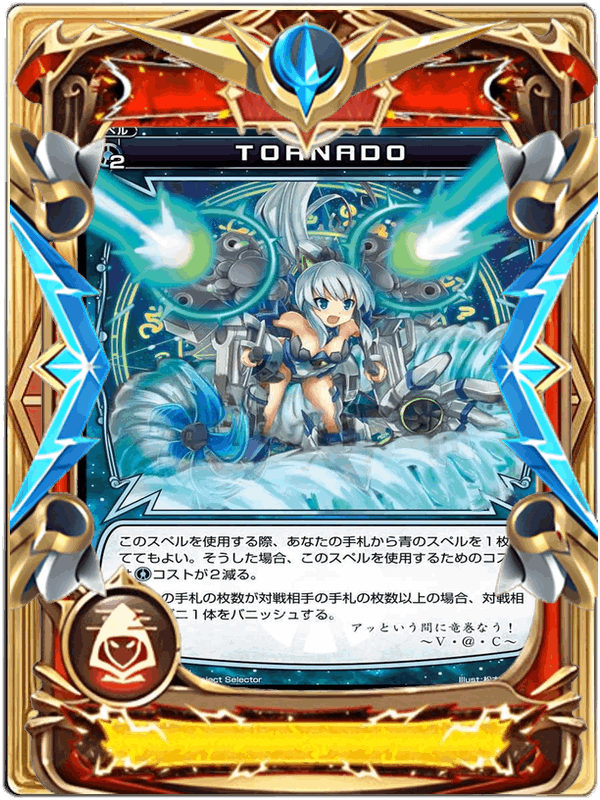 ペル
2
TORNADO
このスペルを使用する際、あなたの手札から青のスペルを1枚
ててもよい。そうした場合、このスペルを使用するためのコス
コストが2減る。
の手札の枚数が対戦相手の手札の枚数以上の場合、対戦相
ニ1体をバニッシュする。
アッという間に竜巻なう!
~V・@・C~
lect Selector
Illust:松